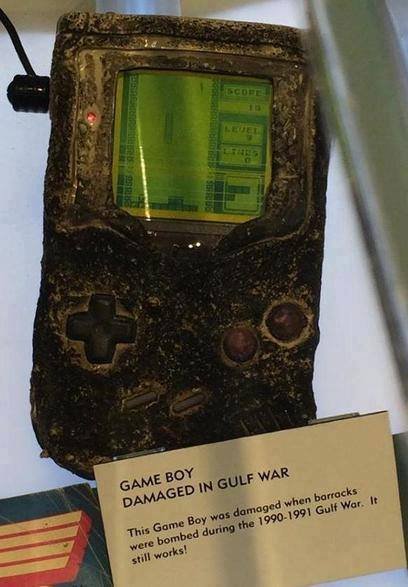 SCORE
LEVEL
LINES
0
GAME BOY
DAMAGED IN GULF WAR
This Game Boy was damaged when barracks
were bombed during the 1990-1991 Gulf War. It
still works!